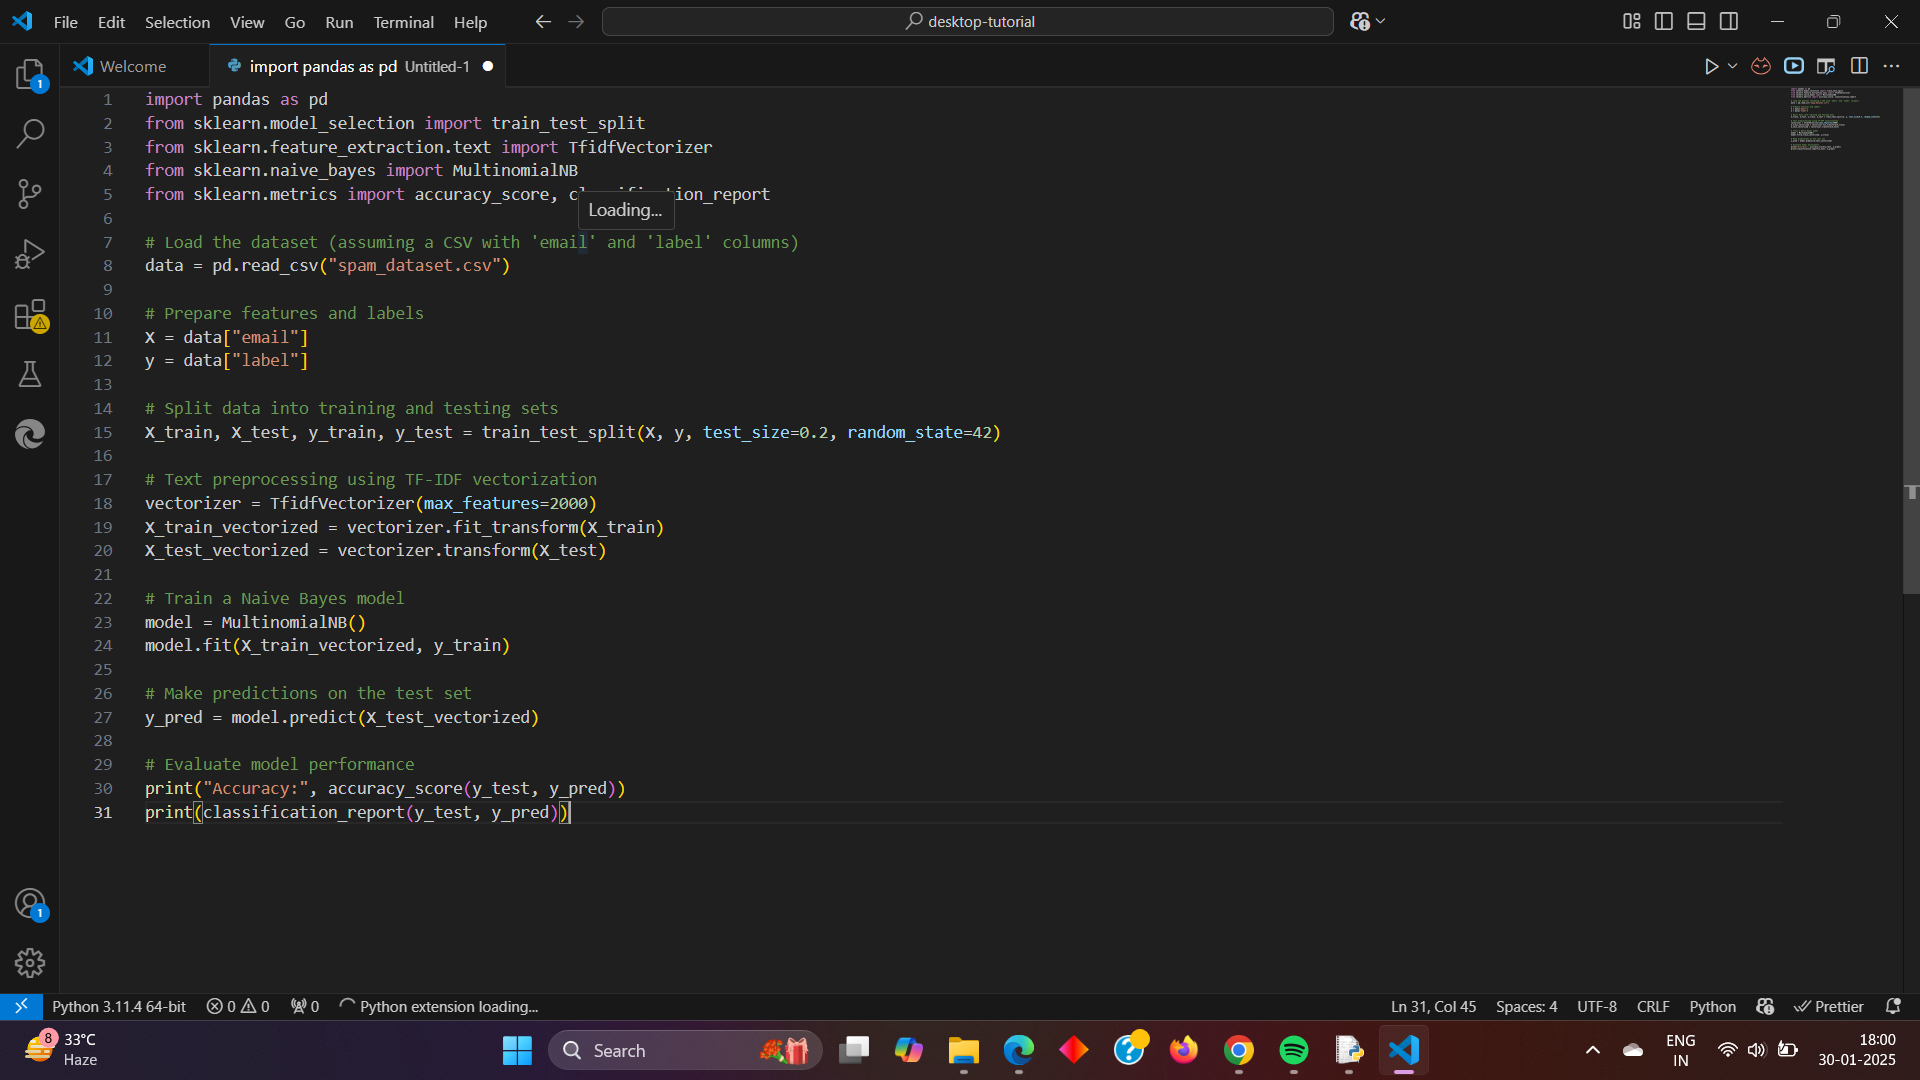 File Edit Selection View Go Run Terminal Help
desktop-tutorial
Welcome
import pandas as pd Untitled-1
1 import pandas as pd
2 from sklearn.model_selection import train_test_split
3 from sklearn.feature_extraction.text import TfidfVectorizer
4 from sklearn.naive_bayes import MultinomialNB
5 from sklearn.metrics import accuracy_score,
Loading...
6
7 # Load the dataset (assuming a CSV with 'email' and 'label' columns)
8 data = pd.read_csv("spam_dataset.csv")
9
10 # Prepare features and labels
11 X = data["email"]
12 y = data["label"]
13
14 # Split data into training and testing sets
15 X_train, X_test, y_train, y_test = train_test_split(X, y, test_size=0.2, random_state=42)
16
17 # Text preprocessing using TF-IDF vectorization
18 vectorizer = TfidfVectorizer(max_features=2000)
19 X_train_vectorized = vectorizer.fit_transform(X_train)
20 X_test_vectorized = vectorizer.transform(X_test)
21
22 # Train a Naive Bayes model
23 model = MultinomialNB()
24 model.fit(X_train_vectorized, y_train)
25
26 # Make predictions on the test set
27 y_pred = model.predict(X_test_vectorized)
28
29 # Evaluate model performance
30 print("Accuracy:", accuracy_score(y_test, y_pred))
31 print(classification_report(y_test, y_pred))
1
1
Python 3.11.4 64-bit 0 0 0 Python extension loading... Ln 31, Col 45 Spaces: 4 UTF-8 CRLF Python Prettier
8
33°C
Haze
Search
ENG
IN
18:00
30-01-2025